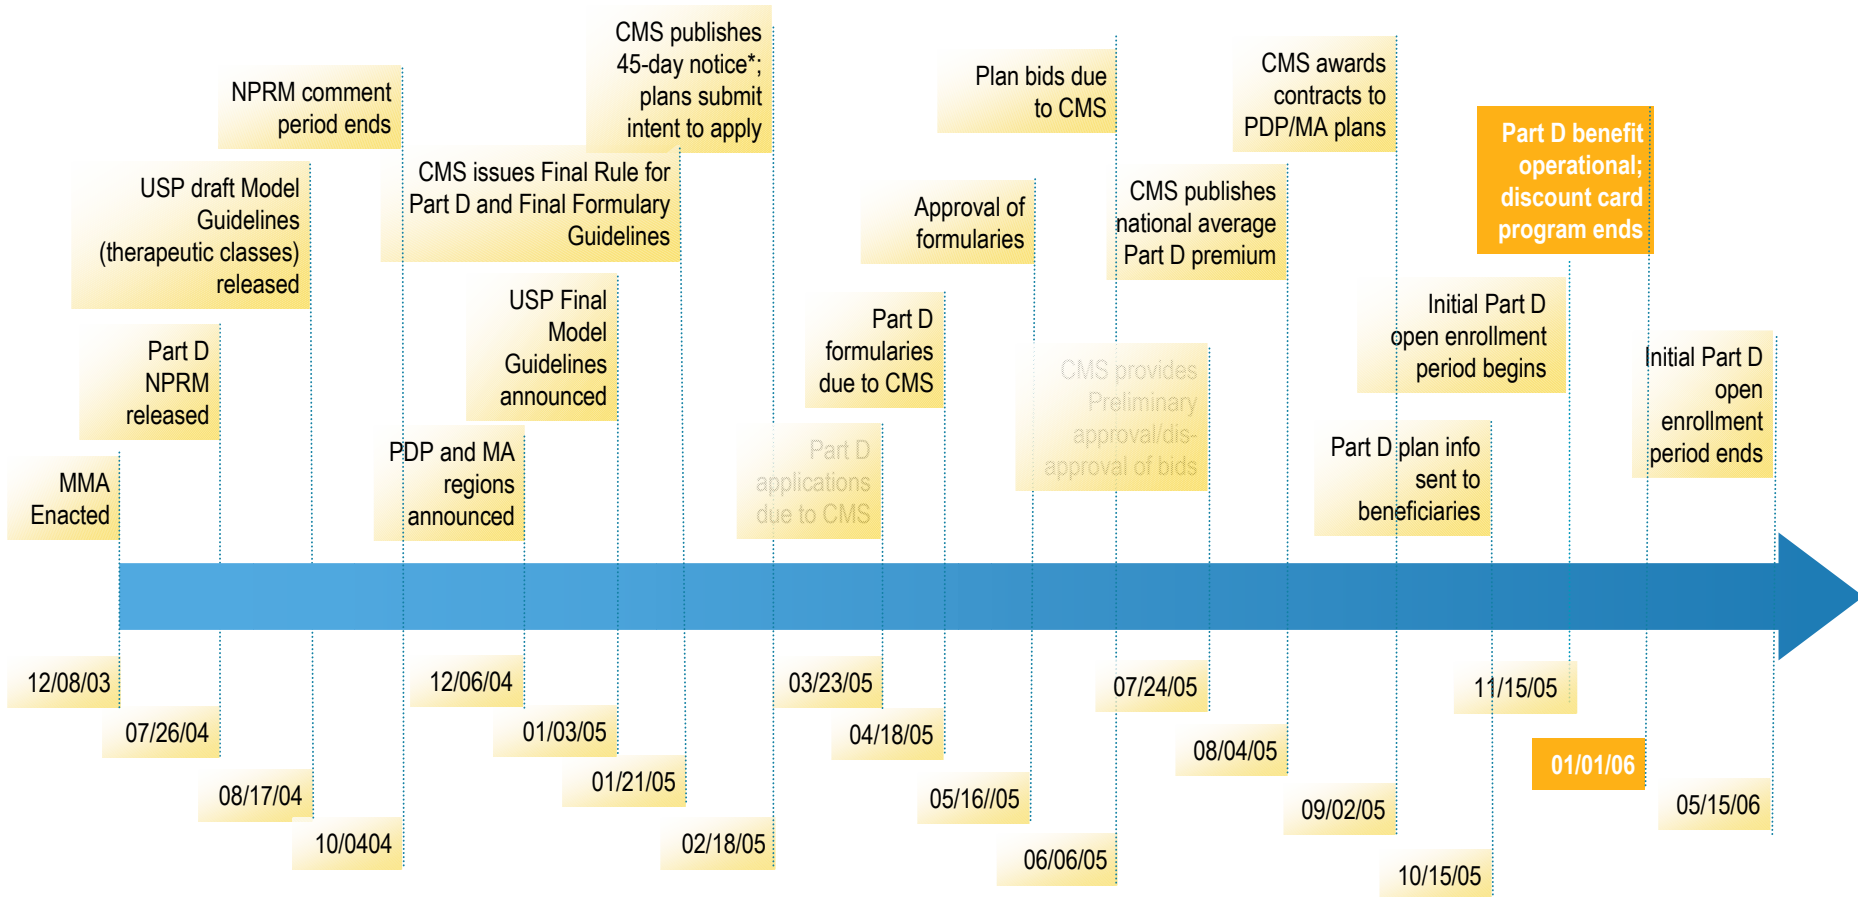 MMA
Enacted
Part D
NPRM
released
USP draft Model
Guidelines
(therapeutic classes)
released
NPRM comment
period ends
PDP and MA
regions
announced
USP Final
Model
Guidelines
announced
CMS issues Final Rule for
Part D and Final Formulary
Guidelines
CMS publishes
45-day notice*;
plans submit
intent to apply
Part D
applications
due to CMS
Part D
formularies
due to CMS
Approval of
formularies
Plan bids due
to CMS
CMS provides
Preliminary
approval/dis-
approval of bids
CMS publishes
national average
Part D premium
CMS awards
contracts to
PDP/MA plans
Part D plan info
sent to
beneficiaries
Initial Part D
open enrollment
period begins
Part D benefit
operational;
discount card
program ends
Initial Part D
open
enrollment
period ends
12/08/03
07/26/04
08/17/04
10/0404
12/06/04
01/03/05
01/21/05
02/18/05
03/23/05
04/18/05
05/16//05
06/06/05
07/24/05
08/04/05
09/02/05
10/15/05
11/15/05
01/01/06
05/15/06